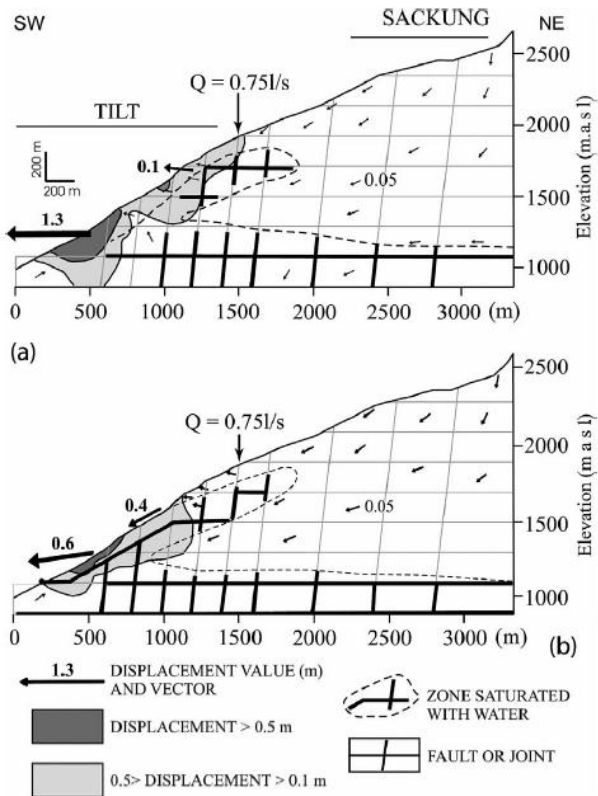 SW
SACKUNG
NE
Q = 0.75l/s
TILT
200 m
200 m
0.1
0.05
1.3
2500
2000
1500
1000
Elevation (m.a.s.l)
0 500 1000 1500 2000 2500 3000 (m)
(a)
Q = 0.75l/s
0.4
0.6
0.05
2500
2000
1500
1000
Elevation (m a s l)
0 500 1000 1500 2000 2500 3000 (m)
(b)
1.3 DISPLACEMENT VALUE (m)
AND VECTOR
DISPLACEMENT > 0.5 m
0.5> DISPLACEMENT > 0.1 m
ZONE SATURATED
WITH WATER
FAULT OR JOINT